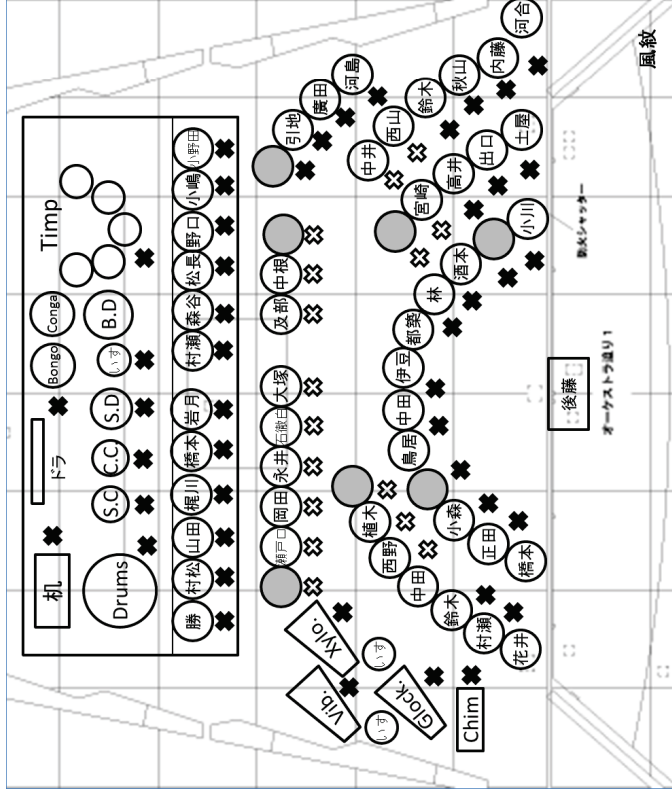 風紋
Timp
Conga
Bongo
B.D
いす
S.D
C.C.
S.C
ドラ
机
Drums
小野田
小嶋
野口
松長
森谷
村瀬
岩月
橋本
梶川
山田
村松
勝
河島
廣田
引地
中根
及部
大塚
石徹白
永井
岡田
瀬戸口
河合
内藤
秋山
鈴木
西山
中井
植木
西野
中田
鈴木
村瀬
花井
土屋
出口
高井
宮崎
小川
酒本
林
都築
伊豆
中田
鳥居
小森
正田
橋本
Xylo.
Vib.
Glock.
いす
いす
Chim
後藤
防火シャッター
オーケストラ迫り1